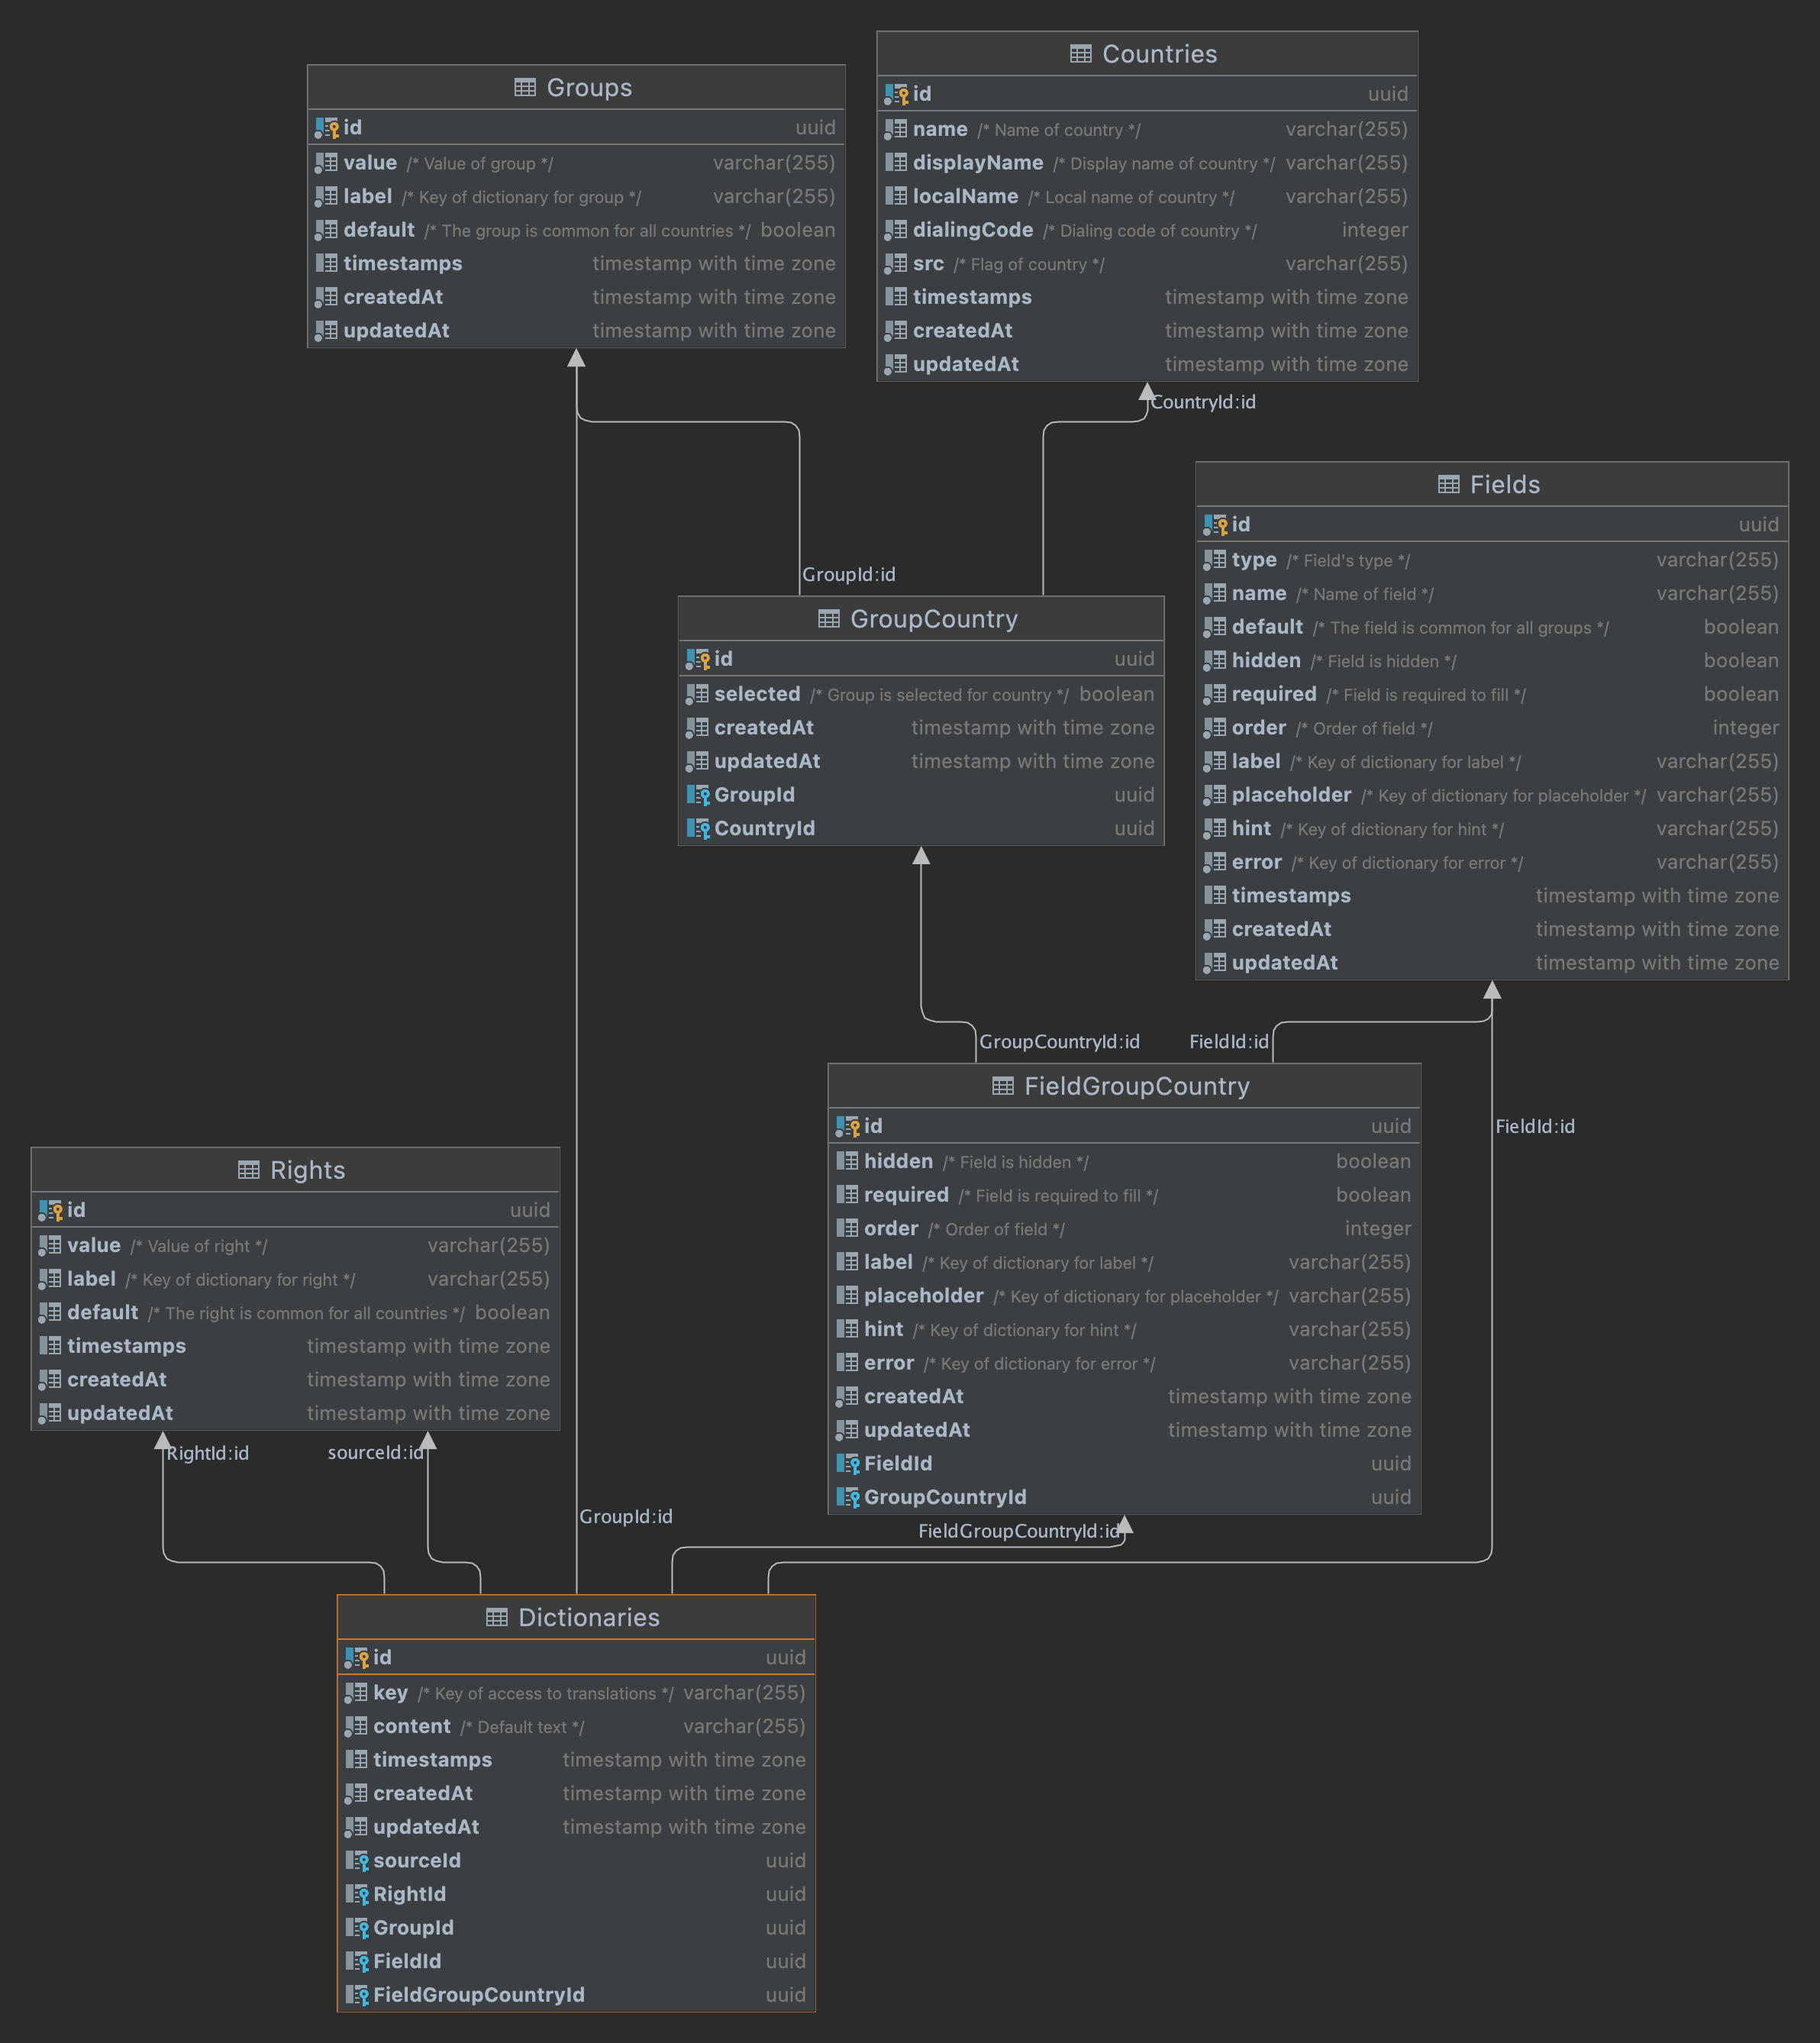 Groups
id uuid
value /* Value of group */ varchar(255)
label /* Key of dictionary for group */ varchar(255)
default /* The group is common for all countries */ boolean
timestamps timestamp with time zone
createdAt timestamp with time zone
updatedAt timestamp with time zone
Countries
id uuid
name /* Name of country */ varchar(255)
displayName /* Display name of country */ varchar(255)
localName /* Local name of country */ varchar(255)
dialingCode /* Dialing code of country */ integer
src /* Flag of country */ varchar(255)
timestamps timestamp with time zone
createdAt timestamp with time zone
updatedAt timestamp with time zone
CountryId:id
GroupId:id
Fields
id uuid
type /* Field's type */ varchar(255)
name /* Name of field */ varchar(255)
default /* The field is common for all groups */ boolean
hidden /* Field is hidden */ boolean
required /* Field is required to fill */ boolean
order /* Order of field */ integer
label /* Key of dictionary for label */ varchar(255)
placeholder /* Key of dictionary for placeholder */ varchar(255)
hint /* Key of dictionary for hint */ varchar(255)
error /* Key of dictionary for error */ varchar(255)
timestamps timestamp with time zone
createdAt timestamp with time zone
updatedAt timestamp with time zone
GroupCountry
id uuid
selected /* Group is selected for country */ boolean
createdAt timestamp with time zone
updatedAt timestamp with time zone
GroupId uuid
CountryId uuid
GroupCountryId:id
FieldId:id
FieldId:id
FieldGroupCountry
id uuid
hidden /* Field is hidden */ boolean
required /* Field is required to fill */ boolean
order /* Order of field */ integer
label /* Key of dictionary for label */ varchar(255)
placeholder /* Key of dictionary for placeholder */ varchar(255)
hint /* Key of dictionary for hint */ varchar(255)
error /* Key of dictionary for error */ varchar(255)
createdAt timestamp with time zone
updatedAt timestamp with time zone
FieldId uuid
GroupCountryId uuid
Rights
id uuid
value /* Value of right */ varchar(255)
label /* Key of dictionary for right */ varchar(255)
default /* The right is common for all countries */ boolean
timestamps timestamp with time zone
createdAt timestamp with time zone
updatedAt timestamp with time zone
RightId:id
sourceId:id
GroupId:id
FieldGroupCountryId:id
Dictionaries
id uuid
key /* Key of access to translations */ varchar(255)
content /* Default text */ varchar(255)
timestamps timestamp with time zone
createdAt timestamp with time zone
updatedAt timestamp with time zone
sourceId uuid
RightId uuid
GroupId uuid
FieldId uuid
FieldGroupCountryId uuid